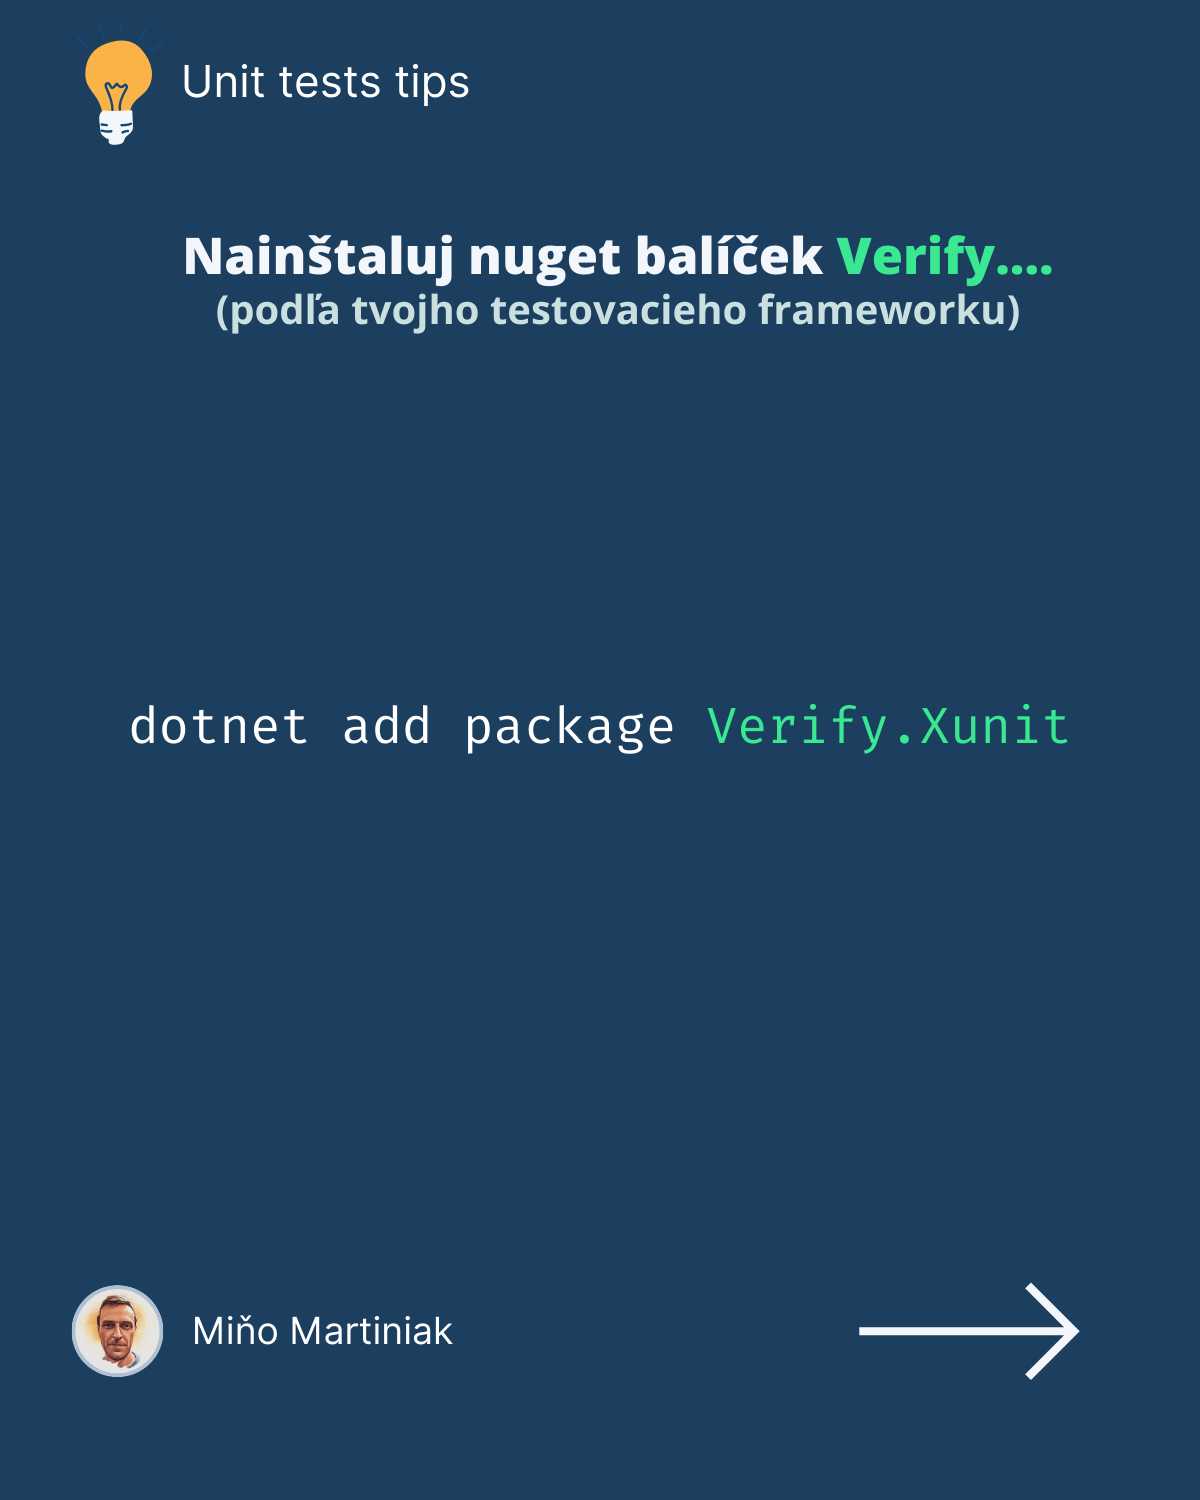 Unit tests tips
Nainštaluj nuget balíček Verify....
(podľa tvojho testovacieho frameworku)
dotnet add package Verify.Xunit
Miňo Martiniak